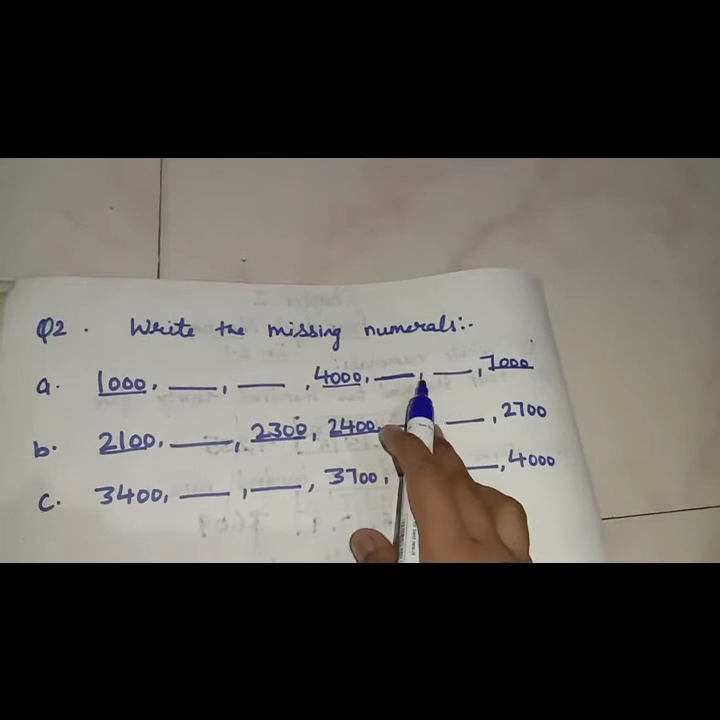 Q2. Write the missing numerals:-
a. 1000, ___, ___, 4000, ___, ___, 7000
b. 2100, ___, 2300, 2400, ___, 2700
c. 3400, ___, ___, 3700, ___, 4000